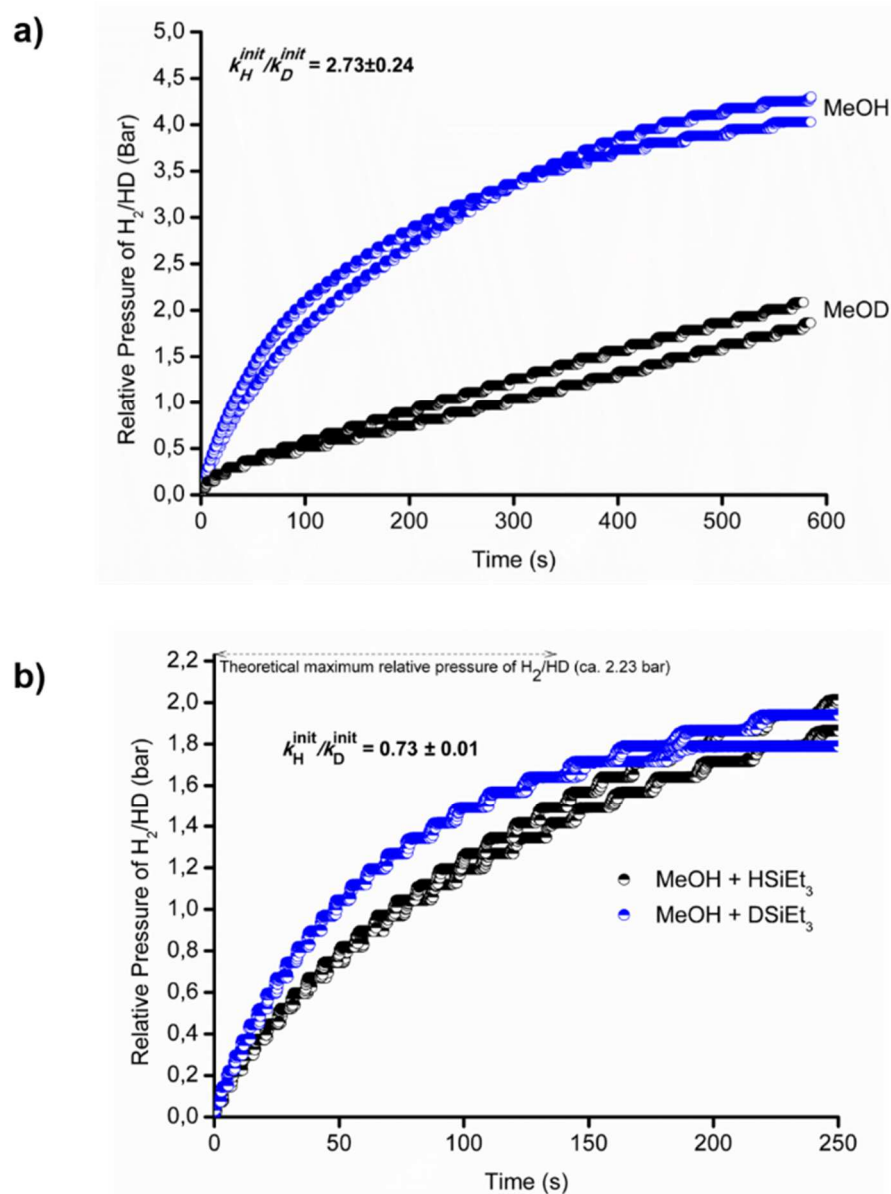 a)
k_H^init/k_D^init = 2.73±0.24
Relative Pressure of H₂/HD (Bar)
5,0
4,5
4,0
3,5
3,0
2,5
2,0
1,5
1,0
0,5
0,0
MeOH
MeOD
0 100 200 300 400 500 600
Time (s)
b)
Relative Pressure of H₂/HD (bar)
2,2
2,0
1,8
1,6
1,4
1,2
1,0
0,8
0,6
0,4
0,2
0,0
Theoretical maximum relative pressure of H₂/HD (ca. 2.23 bar)
k_H^init/k_D^init = 0.73 ± 0.01
MeOH + HSiEt₃
MeOH + DSiEt₃
0 50 100 150 200 250
Time (s)